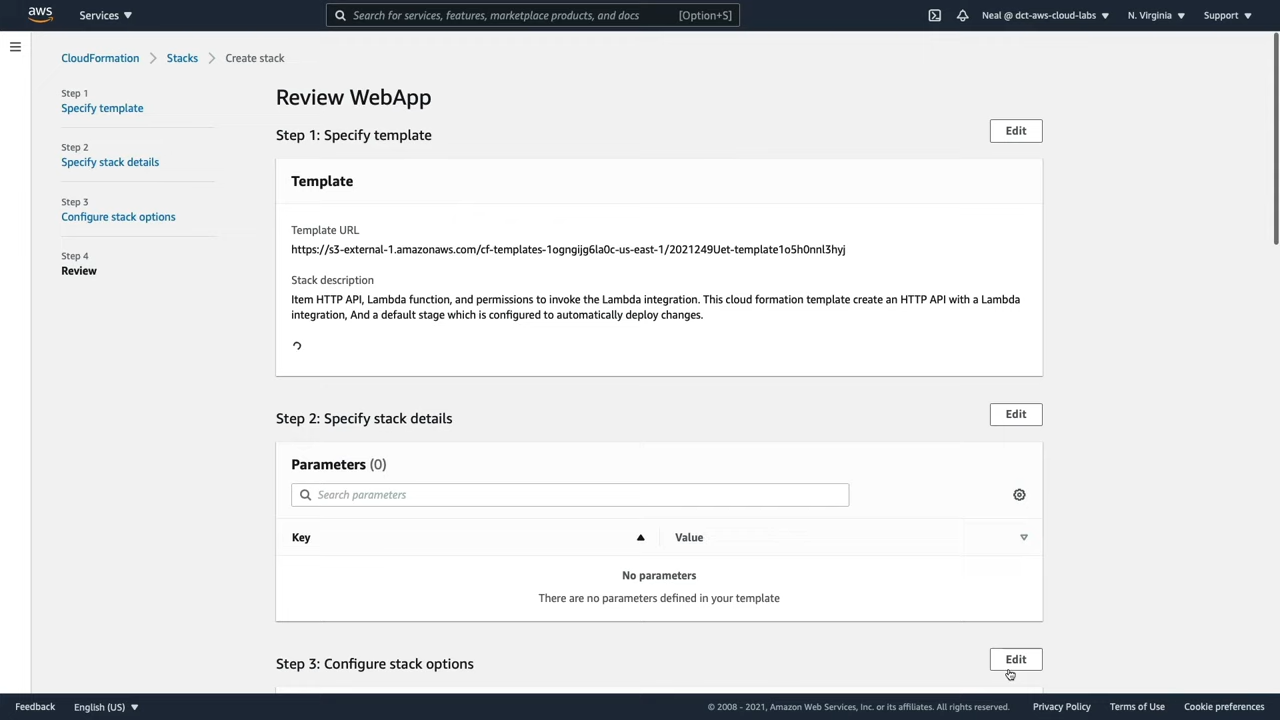 aws
Services
Search for services, features, marketplace products, and docs
[Option+S]
Neal @ dct-aws-cloud-labs
N. Virginia
Support
CloudFormation
Stacks
Create stack
Step 1
Specify template
Step 2
Specify stack details
Step 3
Configure stack options
Step 4
Review
Review WebApp
Step 1: Specify template
Edit
Template
Template URL
https://s3-external-1.amazonaws.com/cf-templates-1ogngijg6la0c-us-east-1/2021249Uet-template1o5h0nnl3hyj
Stack description
Item HTTP API, Lambda function, and permissions to invoke the Lambda integration. This cloud formation template create an HTTP API with a Lambda
integration, And a default stage which is configured to automatically deploy changes.
Step 2: Specify stack details
Edit
Parameters (0)
Search parameters
Key
Value
No parameters
There are no parameters defined in your template
Step 3: Configure stack options
Edit
Feedback
English (US)
© 2008 - 2021, Amazon Web Services, Inc. or its affiliates. All rights reserved.
Privacy Policy
Terms of Use
Cookie preferences